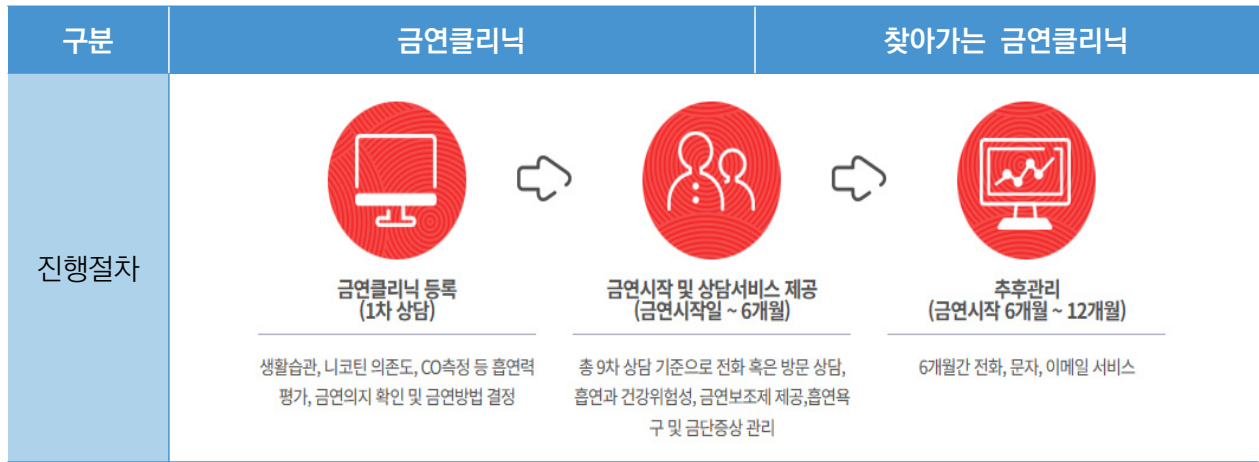 구분
금연클리닉
찾아가는 금연클리닉
진행절차
금연클리닉 등록
(1차 상담)
생활습관, 니코틴 의존도, CO측정 등 흡연력
평가, 금연의지 확인 및 금연방법 결정
금연시작 및 상담서비스 제공
(금연시작일 ~ 6개월)
총 9차 상담 기준으로 전화 혹은 방문 상담,
흡연과 건강위험성, 금연보조제 제공,흡연욕
구 및 금단증상 관리
추후관리
(금연시작 6개월 ~ 12개월)
6개월간 전화, 문자, 이메일 서비스